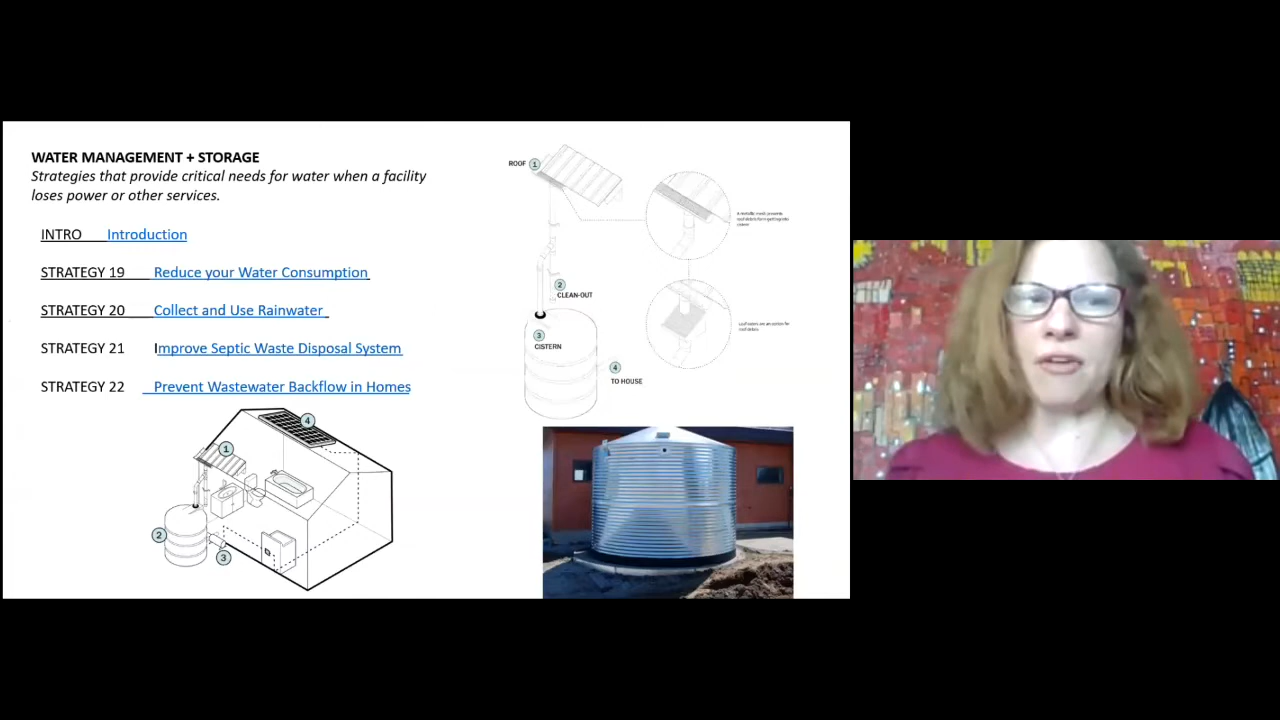 WATER MANAGEMENT + STORAGE
Strategies that provide critical needs for water when a facility
loses power or other services.
INTRO Introduction
STRATEGY 19 Reduce your Water Consumption
STRATEGY 20 Collect and Use Rainwater
STRATEGY 21 Improve Septic Waste Disposal System
STRATEGY 22 Prevent Wastewater Backflow in Homes
ROOF 1
2
CLEAN-OUT
3
CISTERN
4
TO HOUSE
4
1
2
3